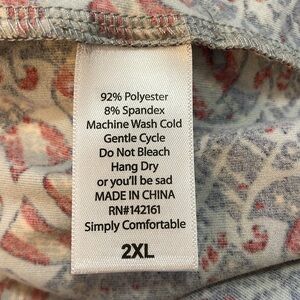 92% Polyester
8% Spandex
Machine Wash Cold
Gentle Cycle
Do Not Bleach
Hang Dry
or you'll be sad
MADE IN CHINA
RN#142161
Simply Comfortable
2XL